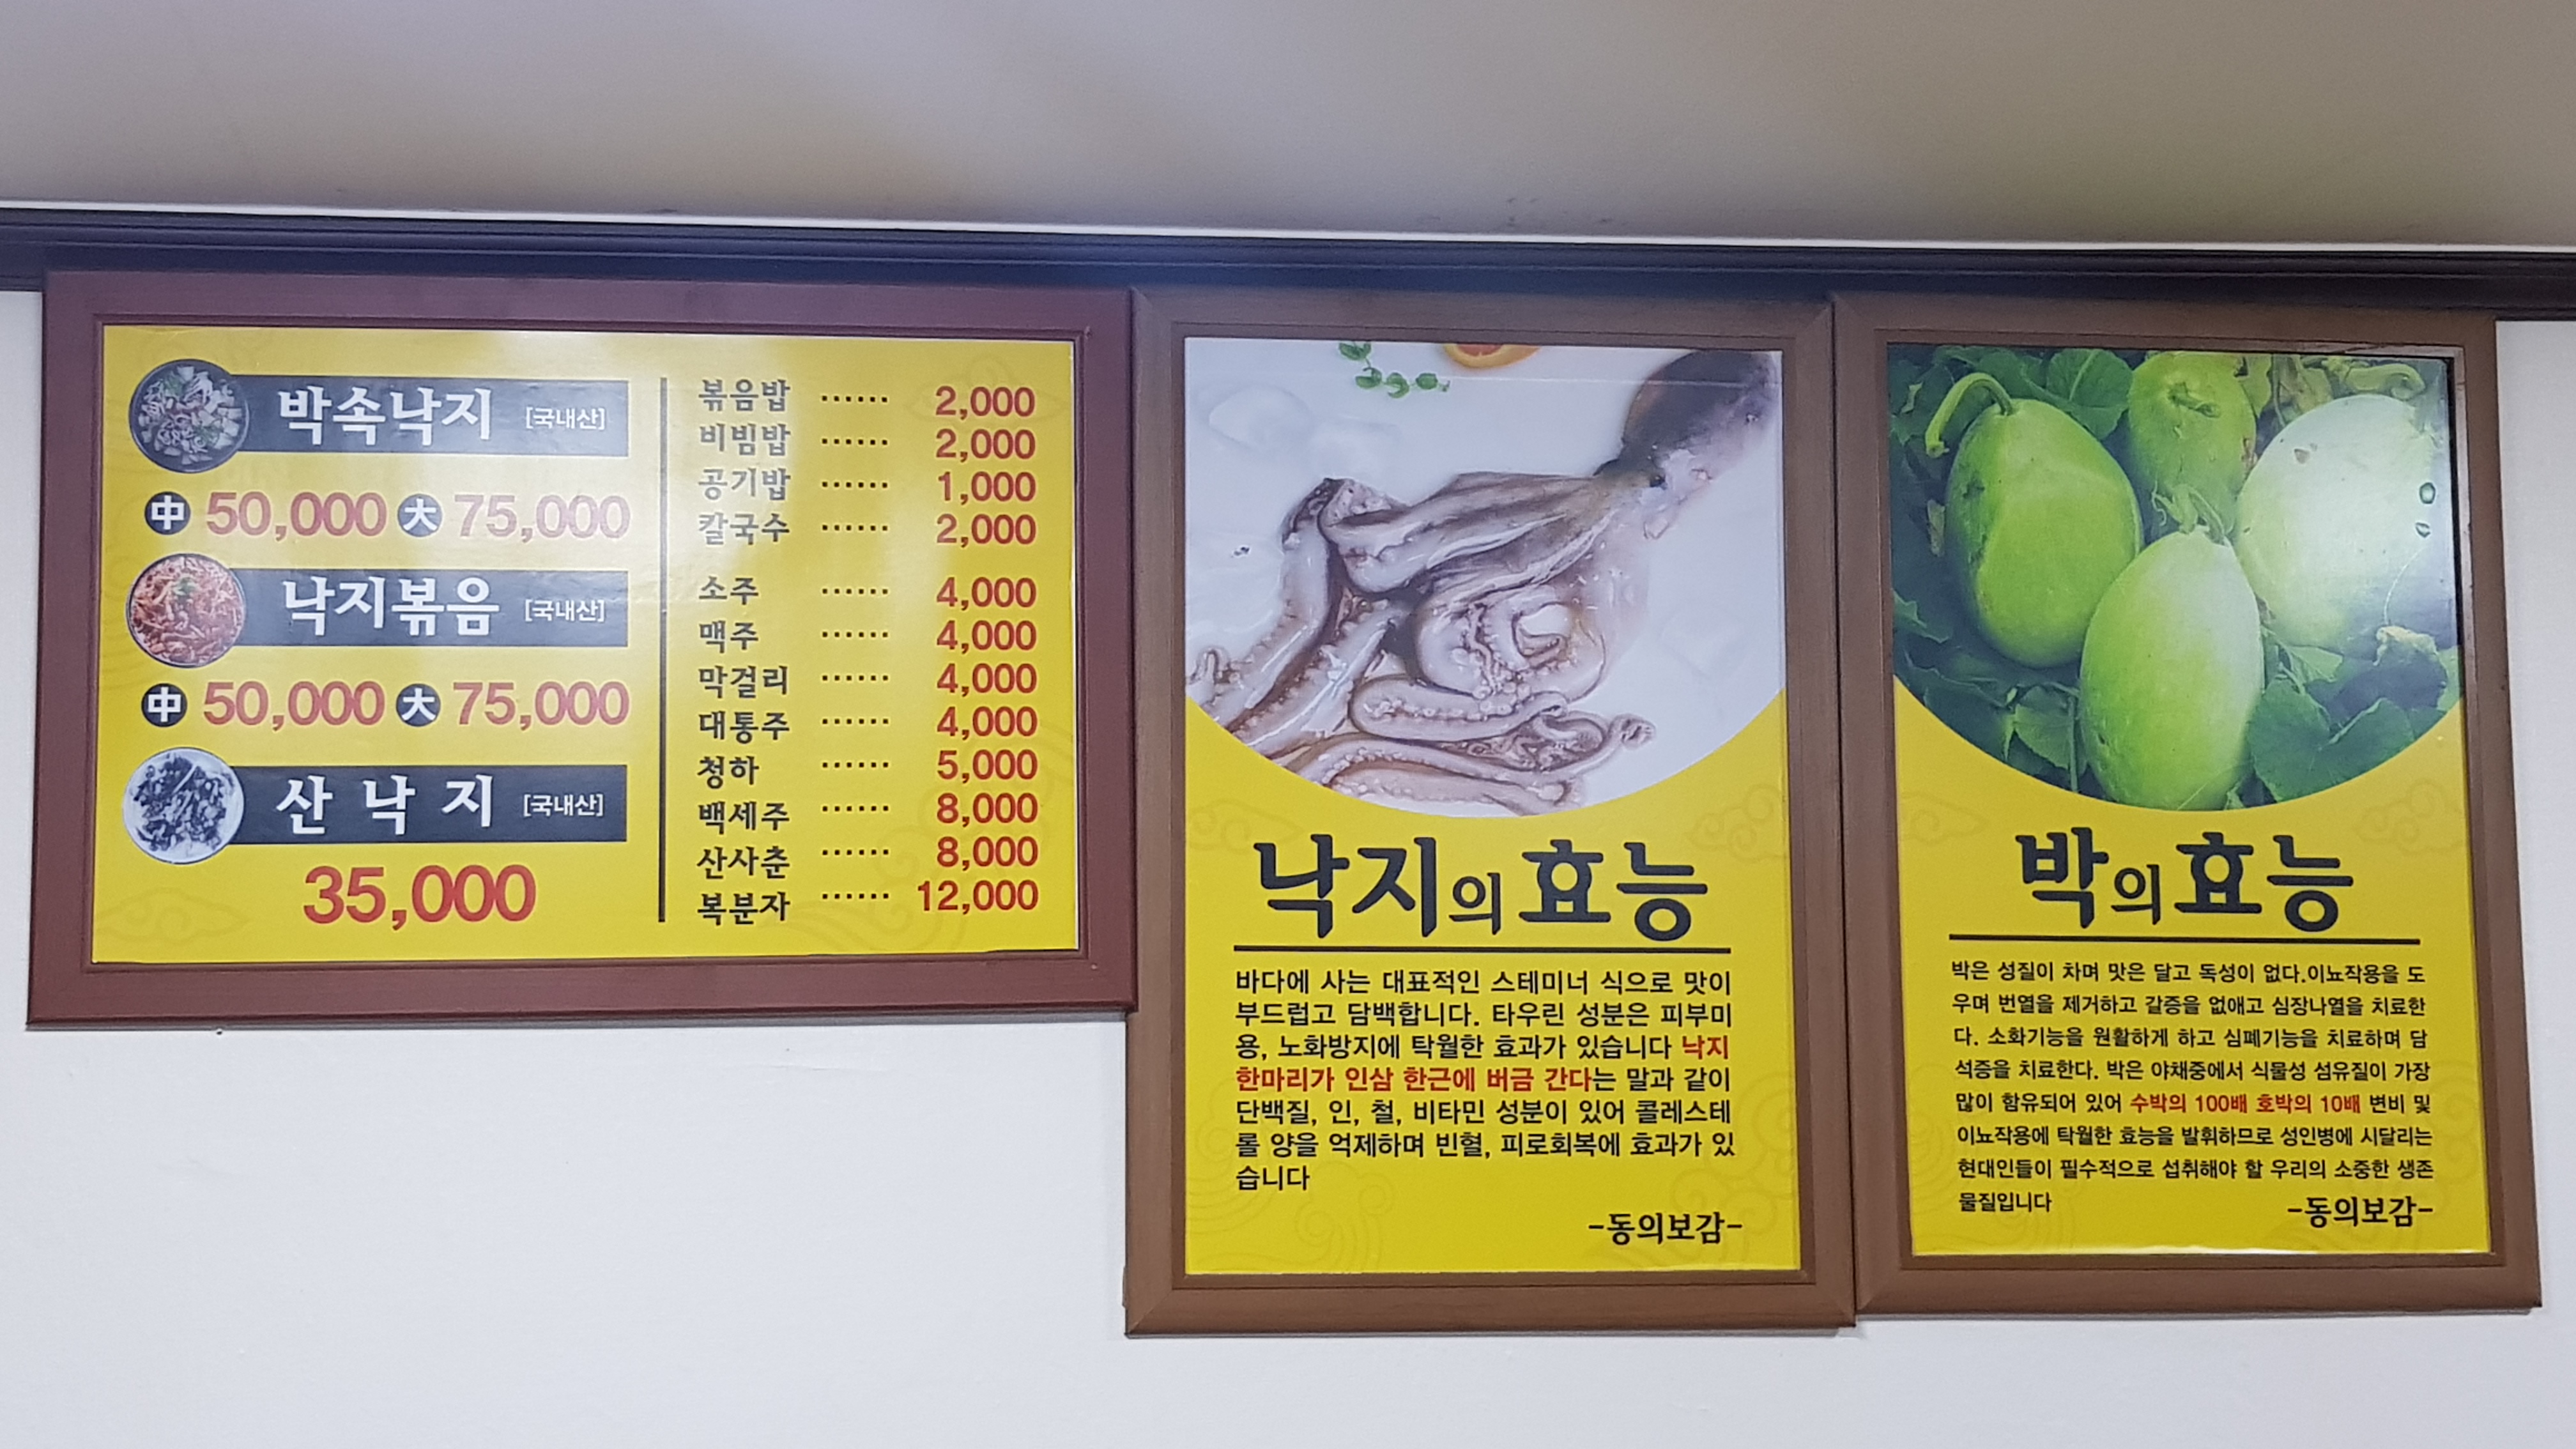 박속낙지 [국내산]
中 50,000 大 75,000
낙지볶음 [국내산]
中 50,000 大 75,000
산 낙 지 [국내산]
35,000
볶음밥 ······ 2,000
비빔밥 ······ 2,000
공기밥 ······ 1,000
칼국수 ······ 2,000
소주 ······ 4,000
맥주 ······ 4,000
막걸리 ······ 4,000
대통주 ······ 4,000
청하 ······ 5,000
백세주 ······ 8,000
산사춘 ······ 8,000
복분자 ······ 12,000
낙지의효능
바다에 사는 대표적인 스테미너 식으로 맛이
부드럽고 담백합니다. 타우린 성분은 피부미
용, 노화방지에 탁월한 효과가 있습니다 낙지
한마리가 인삼 한근에 버금 간다는 말과 같이
단백질, 인, 철, 비타민 성분이 있어 콜레스테
롤 양을 억제하며 빈혈, 피로회복에 효과가 있
습니다
-동의보감-
박의효능
박은 성질이 차며 맛은 달고 독성이 없다.이뇨작용을 도
우며 번열을 제거하고 갈증을 없애고 심장나열을 치료한
다. 소화기능을 원활하게 하고 심폐기능을 치료하며 담
석증을 치료한다. 박은 야채중에서 식물성 섬유질이 가장
많이 함유되어 있어 수박의 100배 호박의 10배 변비 및
이뇨작용에 탁월한 효능을 발휘하므로 성인병에 시달리는
현대인들이 필수적으로 섭취해야 할 우리의 소중한 생존
물질입니다
-동의보감-